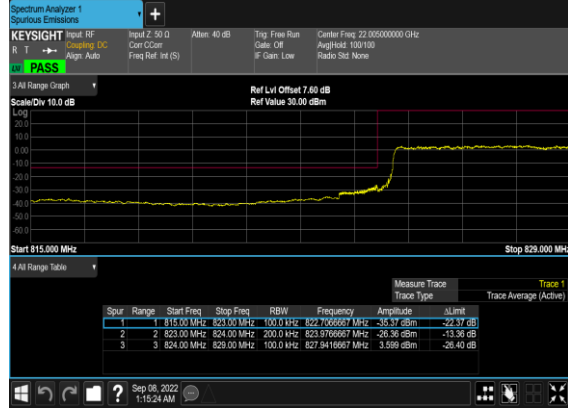 Spectrum Analyzer 1
Spurious Emissions
KEYSIGHT Input: RF Input Z: 50 Ω Atten: 40 dB Trig: Free Run Center Freq: 22.005000000 GHz
R T Coupling: DC Corr CCorr Gate: Off Avg|Hold: 100/100
Align: Auto Freq Ref: Int (S) IF Gain: Low Radio Std: None
LV PASS
3 All Range Graph
Ref Lvl Offset 7.60 dB
Scale/Div 10.0 dB Ref Value 30.00 dBm
Log
20.0
10.0
0.00
-10.0
-20.0
-30.0
-40.0
-50.0
-60.0
Start 815.000 MHz Stop 829.000 MHz
4 All Range Table
Measure Trace Trace 1
Trace Type Trace Average (Active)
Spur Range Start Freq Stop Freq RBW Frequency Amplitude ΔLimit
1 1 815.00 MHz 823.00 MHz 100.0 kHz 822.7066667 MHz -35.37 dBm -22.37 dB
2 2 823.00 MHz 824.00 MHz 200.0 kHz 823.9766667 MHz -26.36 dBm -13.36 dB
3 3 824.00 MHz 829.00 MHz 100.0 kHz 827.9416667 MHz 3.599 dBm -26.40 dB
Sep 08, 2022
1:15:24 AM